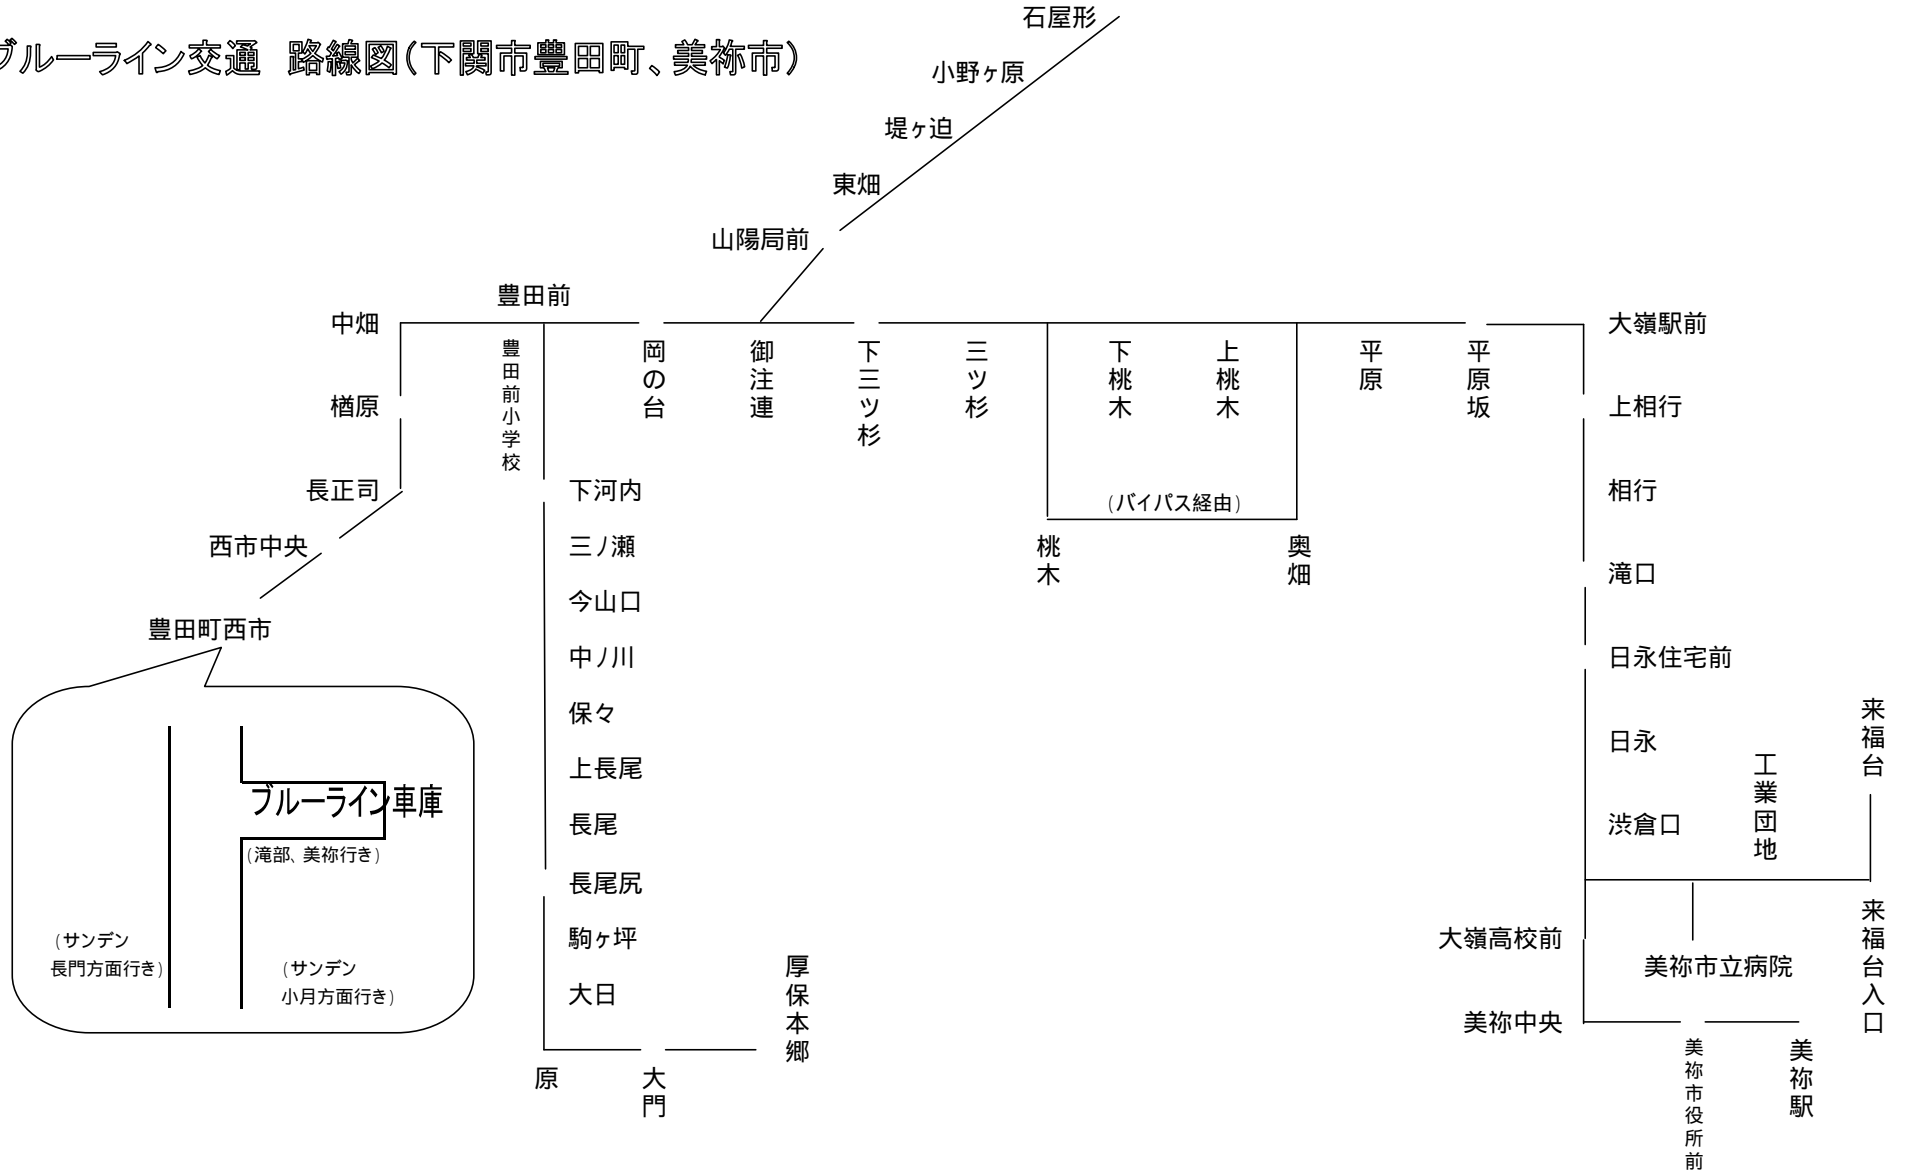 ブルーライン交通　路線図（下関市豊田町、美祢市）
石屋形
小野ヶ原
堤ヶ迫
東畑
山陽局前
豊田前
中畑
楢原
長正司
西市中央
豊田町西市
豊田前小学校
岡の台
御注連
下三ツ杉
三ツ杉
下桃木
上桃木
平原
平原坂
大嶺駅前
上相行
相行
滝口
日永住宅前
日永
渋倉口
（バイパス経由）
桃木
奥畑
下河内
三ノ瀬
今山口
中ノ川
保々
上長尾
長尾
長尾尻
駒ヶ坪
大日
原
大門
厚保本郷
工業団地
来福台
来福台入口
大嶺高校前
美祢市立病院
美祢中央
美祢市役所前
美祢駅
ブルーライン車庫
（滝部、美祢行き）
（サンデン
長門方面行き）
（サンデン
小月方面行き）